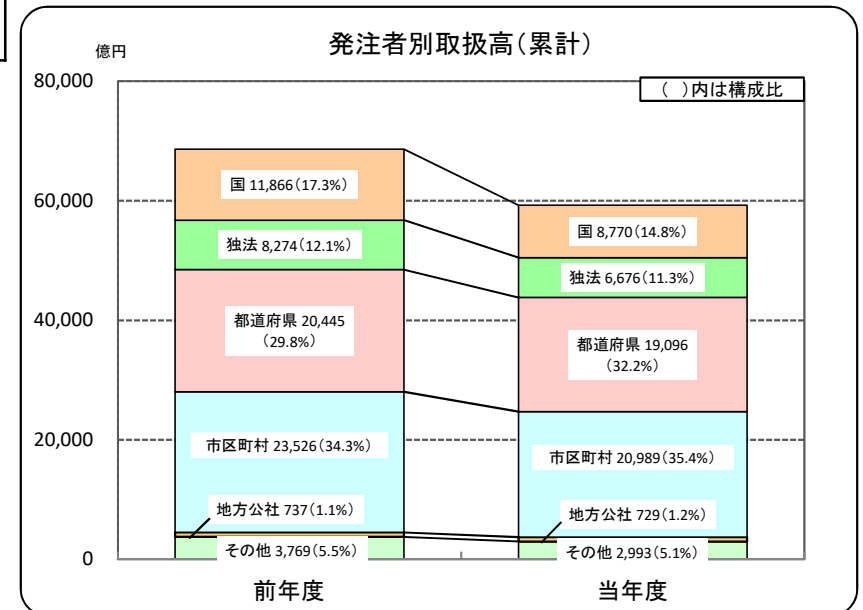 発注者別取扱高(累計)
億円
( )内は構成比
80,000
60,000
40,000
20,000
0
国 11,866(17.3%)
独法 8,274(12.1%)
都道府県 20,445
(29.8%)
市区町村 23,526(34.3%)
地方公社 737(1.1%)
その他 3,769(5.5%)
国 8,770(14.8%)
独法 6,676(11.3%)
都道府県 19,096
(32.2%)
市区町村 20,989(35.4%)
地方公社 729(1.2%)
その他 2,993(5.1%)
前年度
当年度